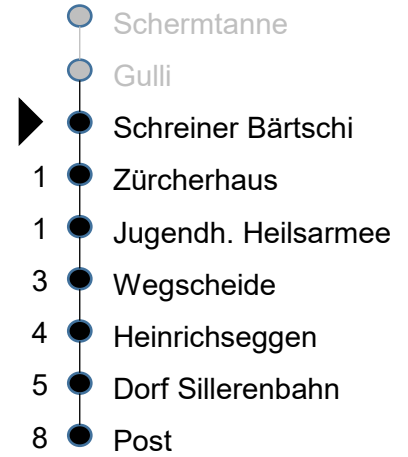 Schermtanne
Gulli
Schreiner Bärtschi
1 Zürcherhaus
1 Jugendh. Heilsarmee
3 Wegscheide
4 Heinrichseggen
5 Dorf Sillerenbahn
8 Post